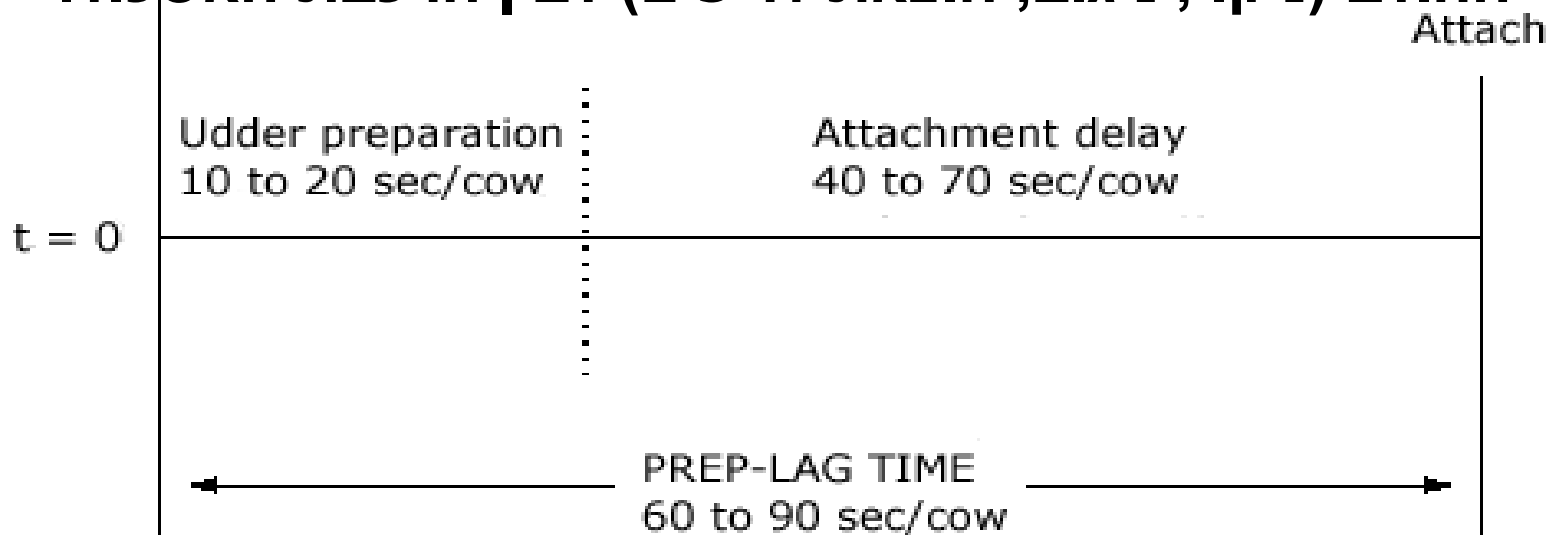 Attach
Udder preparation
10 to 20 sec/cow
Attachment delay
40 to 70 sec/cow
t = 0
PREP-LAG TIME
60 to 90 sec/cow